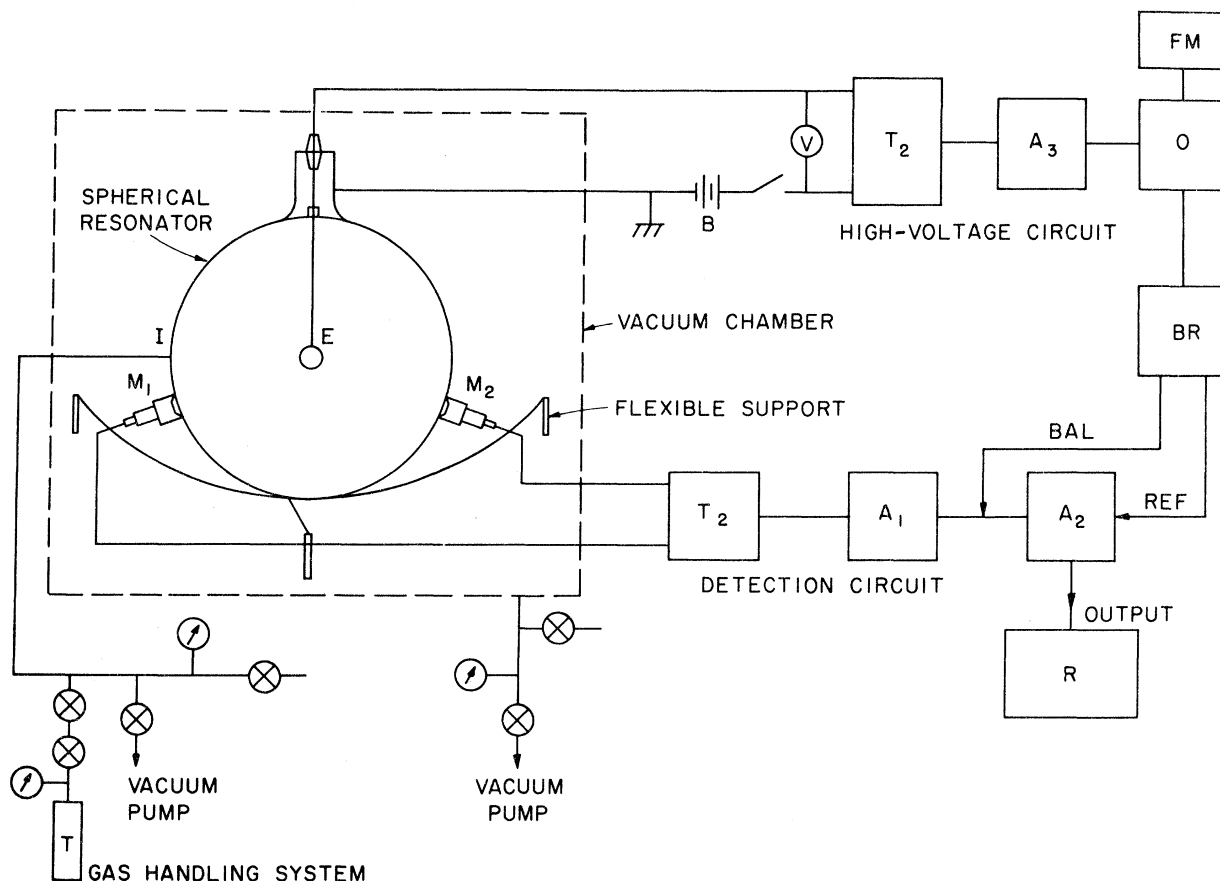 FM
SPHERICAL
RESONATOR
V
T2
A3
O
B
HIGH-VOLTAGE CIRCUIT
VACUUM CHAMBER
BR
I
E
M1
M2
FLEXIBLE SUPPORT
BAL
T2
A1
A2
REF
DETECTION CIRCUIT
OUTPUT
R
VACUUM
PUMP
VACUUM
PUMP
T
GAS HANDLING SYSTEM